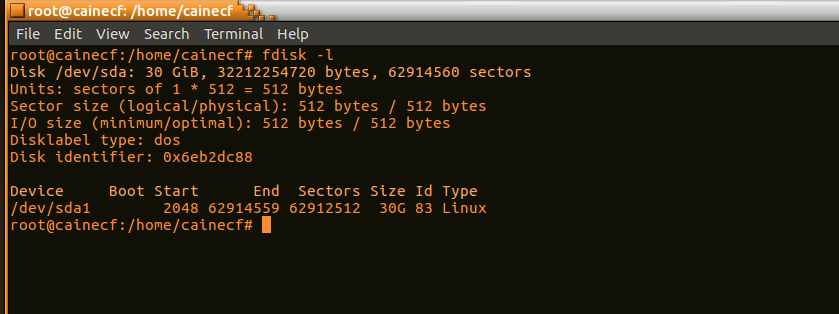 root@cainecf: /home/cainecf
File Edit View Search Terminal Help
root@cainecf:/home/cainecf# fdisk -l
Disk /dev/sda: 30 GiB, 32212254720 bytes, 62914560 sectors
Units: sectors of 1 * 512 = 512 bytes
Sector size (logical/physical): 512 bytes / 512 bytes
I/O size (minimum/optimal): 512 bytes / 512 bytes
Disklabel type: dos
Disk identifier: 0x6eb2dc88
Device     Boot Start      End  Sectors Size Id Type
/dev/sda1        2048 62914559 62912512  30G 83 Linux
root@cainecf:/home/cainecf#